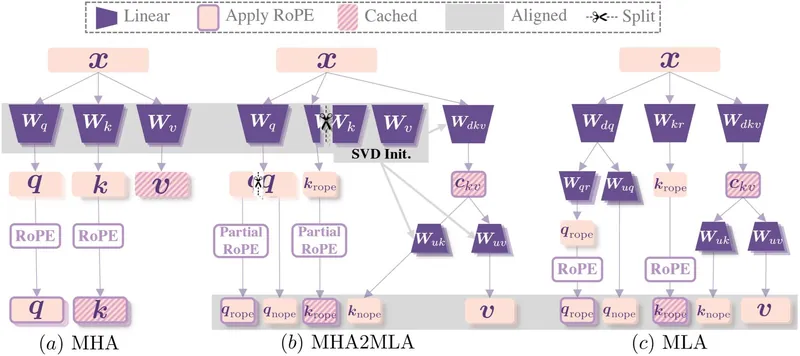 Linear Apply RoPE Cached Aligned Split
x x x
W_q W_k W_v W_q W_k W_v W_dkv W_dq W_kr W_dkv
SVD Init.
q k v q k_rope c_kv W_qr W_uq k_rope c_kv
RoPE RoPE Partial RoPE Partial RoPE W_uk W_uv q_rope W_uk W_uv
RoPE RoPE
q k q_rope q_nope k_rope k_nope v q_rope q_nope k_rope k_nope v
(a) MHA (b) MHA2MLA (c) MLA